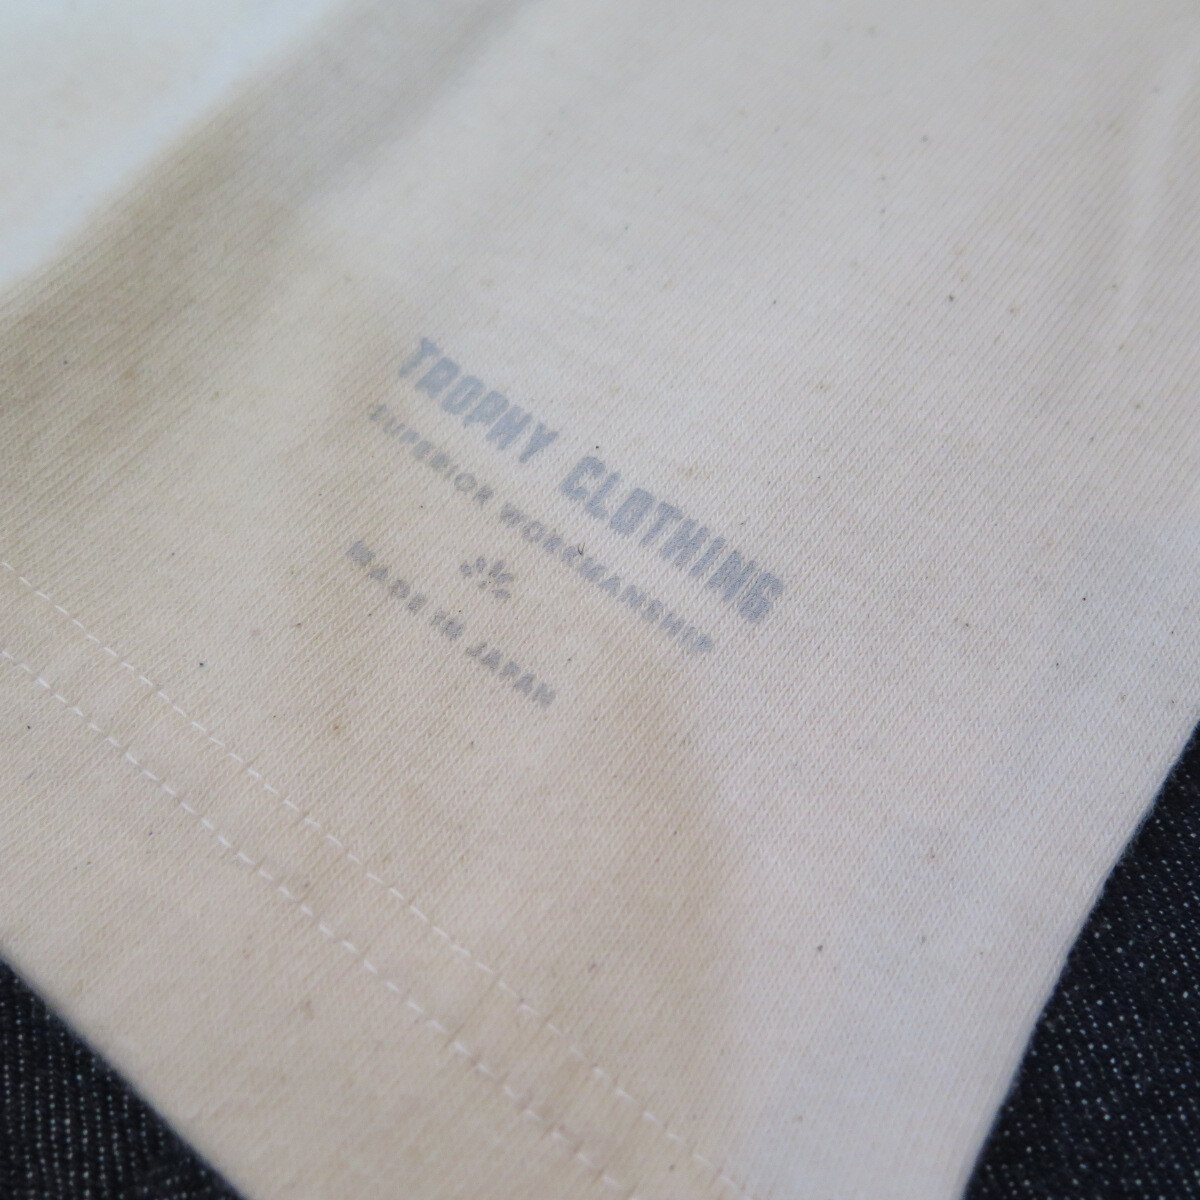 TROPHY CLOTHING
SUPERIOR WORKMANSHIP
MADE IN JAPAN